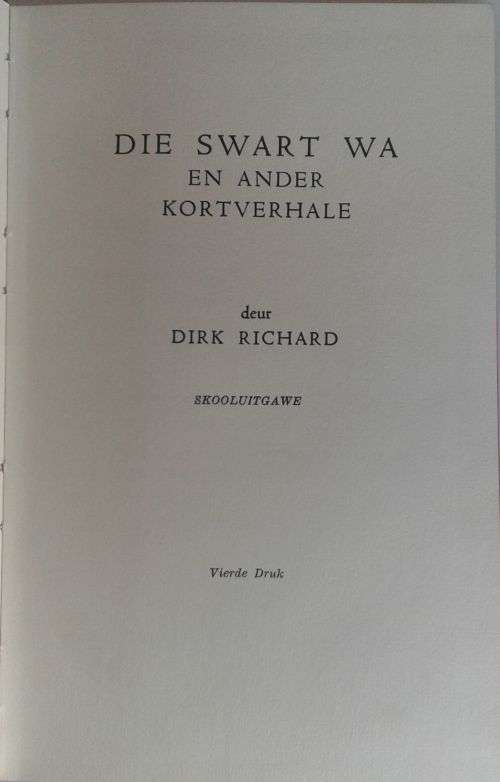 DIE SWART WA
EN ANDER
KORTVERHALE
deur
DIRK RICHARD
SKOOLUITGAWE
Vierde Druk